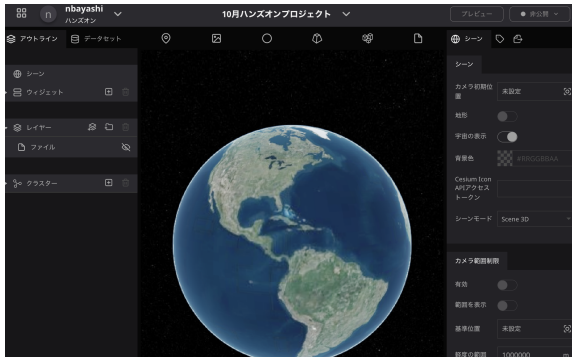 n
nbayashi
ハンズオン
10月ハンズオンプロジェクト
プレビュー
非公開
アウトライン
データセット
シーン
シーン
ウィジェット
レイヤー
ファイル
クラスター
シーン
カメラ初期位
置
未設定
地形
宇宙の表示
背景色
#RRGGBBAA
Cesium Icon
APIアクセス
トークン
シーンモード
Scene 3D
カメラ範囲制限
有効
範囲を表示
基準位置
未設定
軽度の範囲
1000000
m